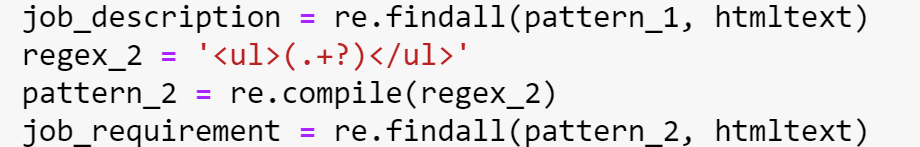 job_description = re.findall(pattern_1, htmltext)
regex_2 = '<ul>(.+?)</ul>'
pattern_2 = re.compile(regex_2)
job_requirement = re.findall(pattern_2, htmltext)